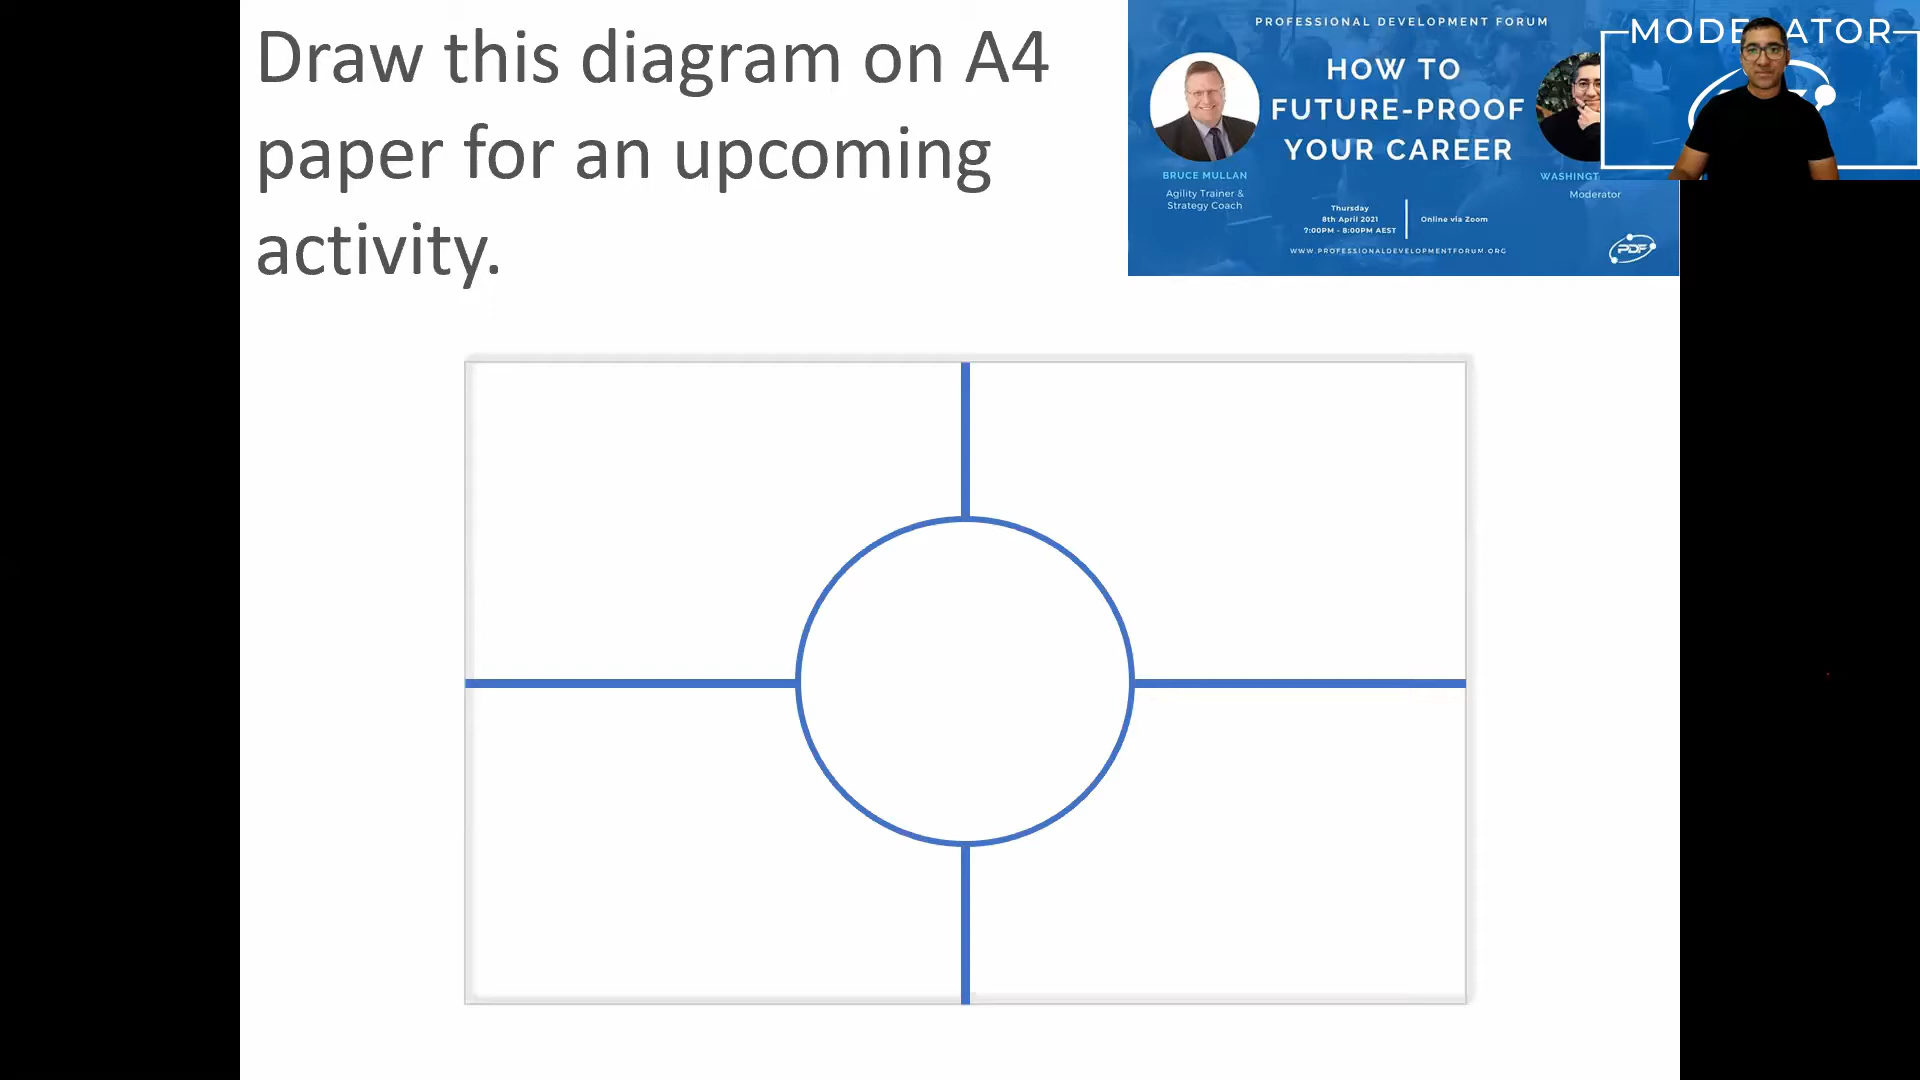 Draw this diagram on A4
paper for an upcoming
activity.
PROFESSIONAL DEVELOPMENT FORUM
HOW TO
FUTURE-PROOF
YOUR CAREER
BRUCE MULLAN
Agility Trainer &
Strategy Coach
Moderator
Thursday
8th April 2021
7:00PM - 8:00PM AEST
Online via Zoom
WWW.PROFESSIONALDEVELOPMENTFORUM.ORG
PDF